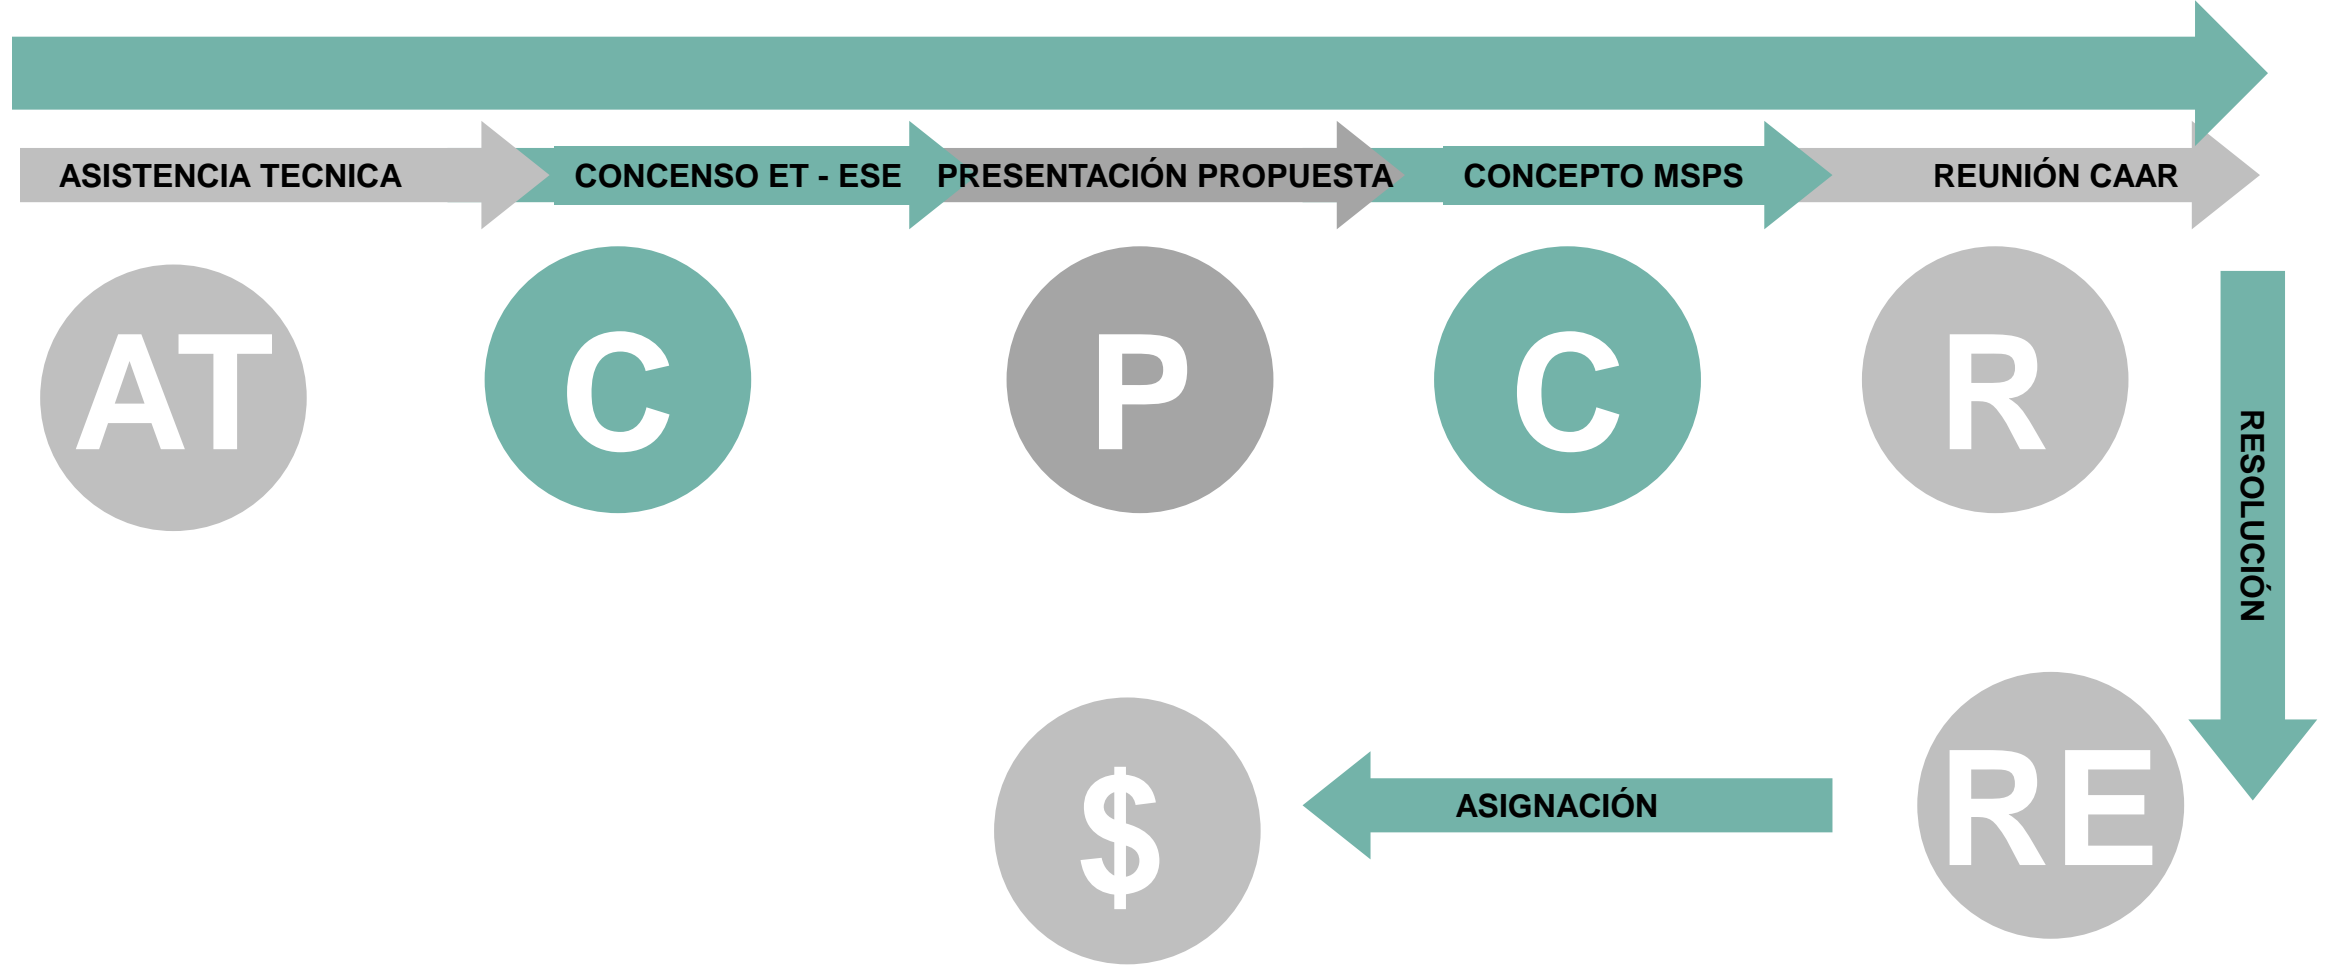 ASISTENCIA TECNICA
CONCENSO ET - ESE
PRESENTACIÓN PROPUESTA
CONCEPTO MSPS
REUNIÓN CAAR
AT
C
P
C
R
RESOLUCIÓN
RE
ASIGNACIÓN
$